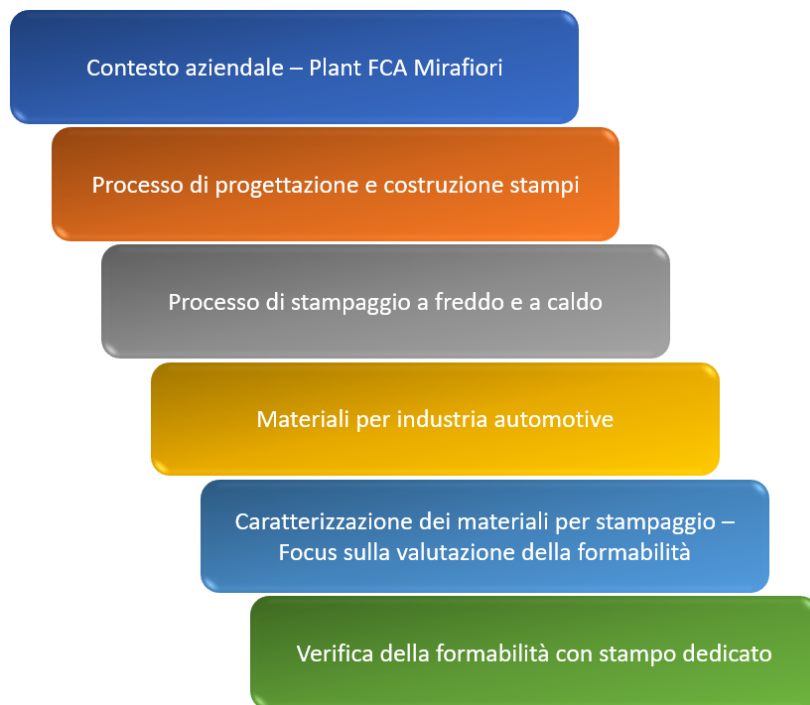 Contesto aziendale – Plant FCA Mirafiori
Processo di progettazione e costruzione stampi
Processo di stampaggio a freddo e a caldo
Materiali per industria automotive
Caratterizzazione dei materiali per stampaggio –
Focus sulla valutazione della formabilità
Verifica della formabilità con stampo dedicato